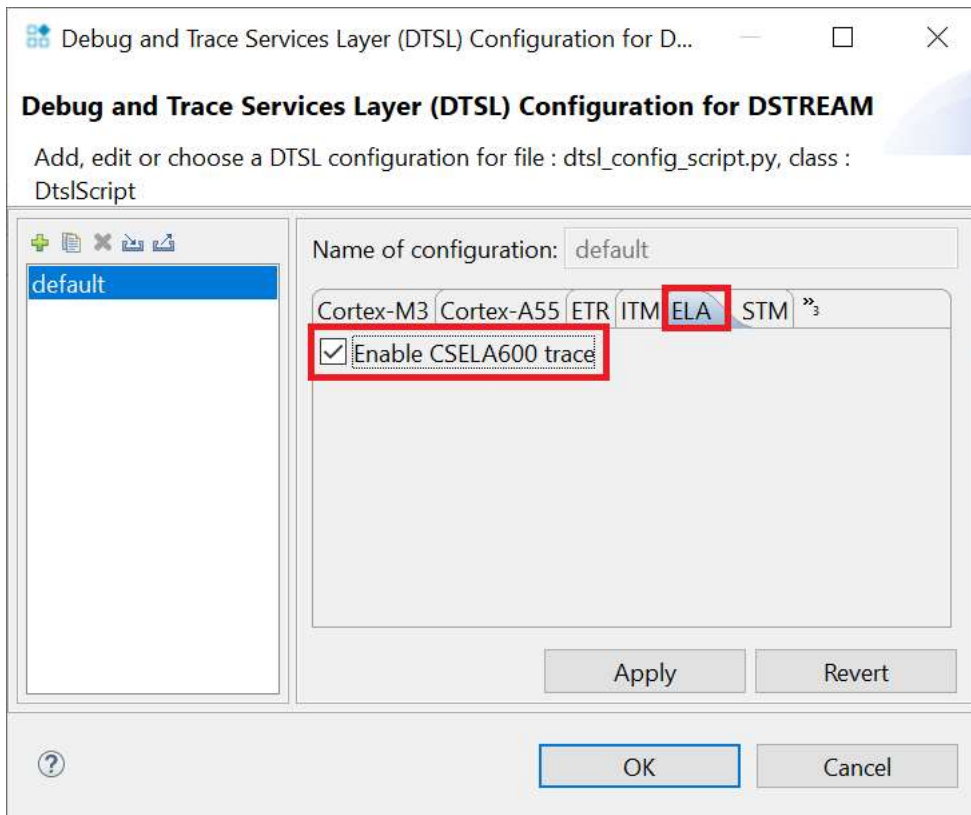 Debug and Trace Services Layer (DTSL) Configuration for D...
Debug and Trace Services Layer (DTSL) Configuration for DSTREAM
Add, edit or choose a DTSL configuration for file : dtsl_config_script.py, class :
DtslScript
Name of configuration: default
default
Cortex-M3 Cortex-A55 ETR ITM ELA STM »3
Enable CSELA600 trace
Apply Revert
? OK Cancel